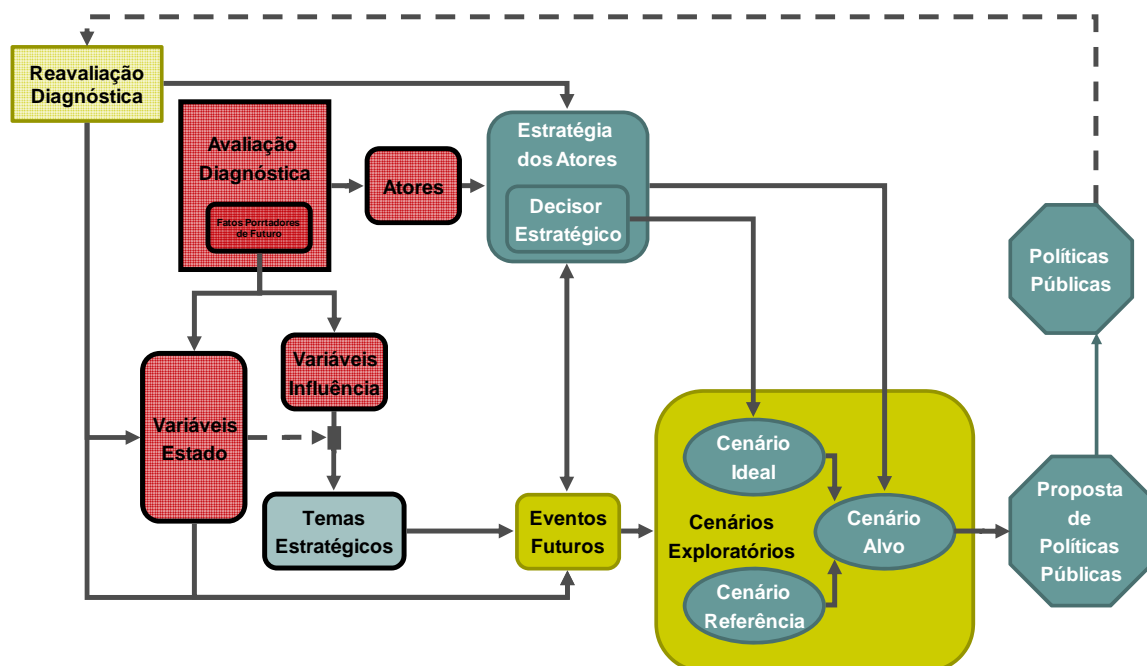 Reavaliação
Diagnóstica
Avaliação
Diagnóstica
Fatos Porrtadores
de Futuro
Atores
Estratégia
dos Atores
Decisor
Estratégico
Políticas
Públicas
Variáveis
Influência
Variáveis
Estado
Temas
Estratégicos
Eventos
Futuros
Cenários
Exploratórios
Cenário
Ideal
Cenário
Alvo
Cenário
Referência
Proposta
de
Políticas
Públicas